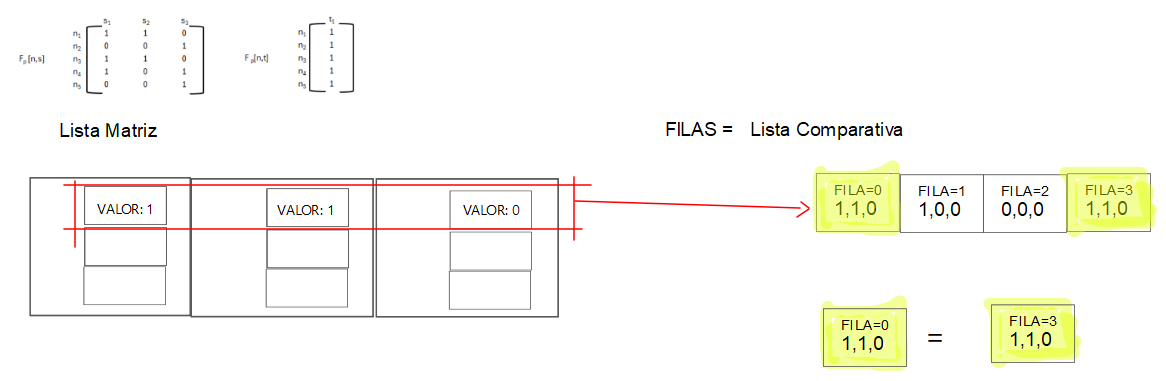 s₁ s₂ s₃
n₁ 1 1 0
n₂ 0 0 1
Fₚ[n,s] n₃ 1 1 0
n₄ 1 0 1
n₅ 0 0 1
t₁
n₁ 1
n₂ 1
F ₚ[n,t] n₃ 1
n₄ 1
n₅ 1
Lista Matriz
FILAS = Lista Comparativa
VALOR: 1 VALOR: 1 VALOR: 0
FILA=0 FILA=1 FILA=2 FILA=3
1,1,0 1,0,0 0,0,0 1,1,0
FILA=0 FILA=3
1,1,0 = 1,1,0